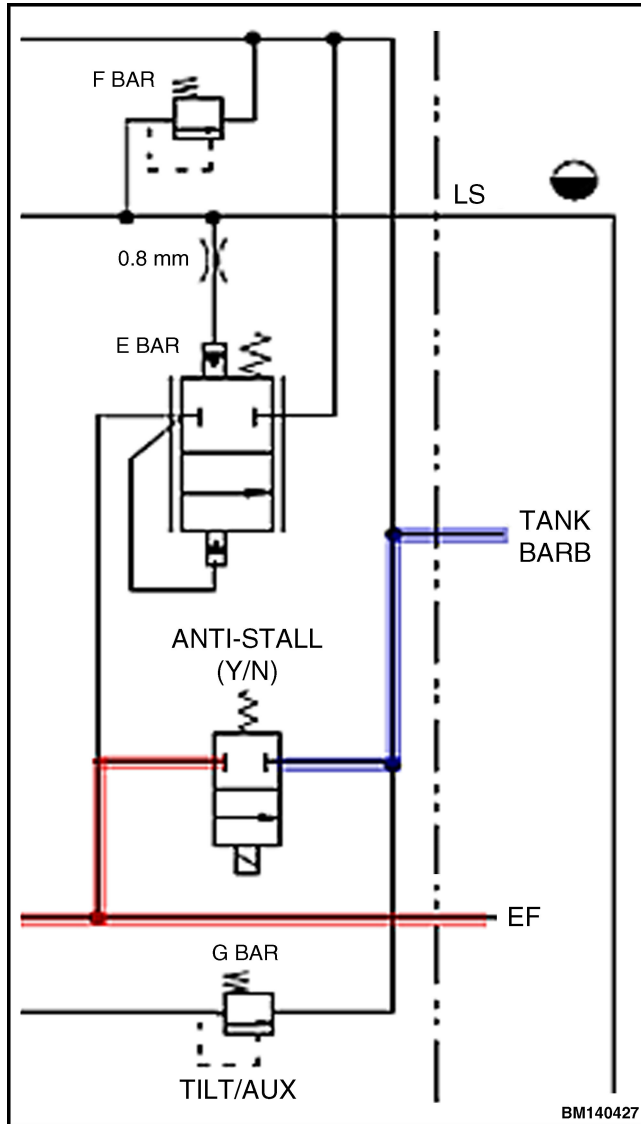 F BAR
LS
0.8 mm
E BAR
TANK
BARB
ANTI-STALL
(Y/N)
EF
G BAR
TILT/AUX
BM140427